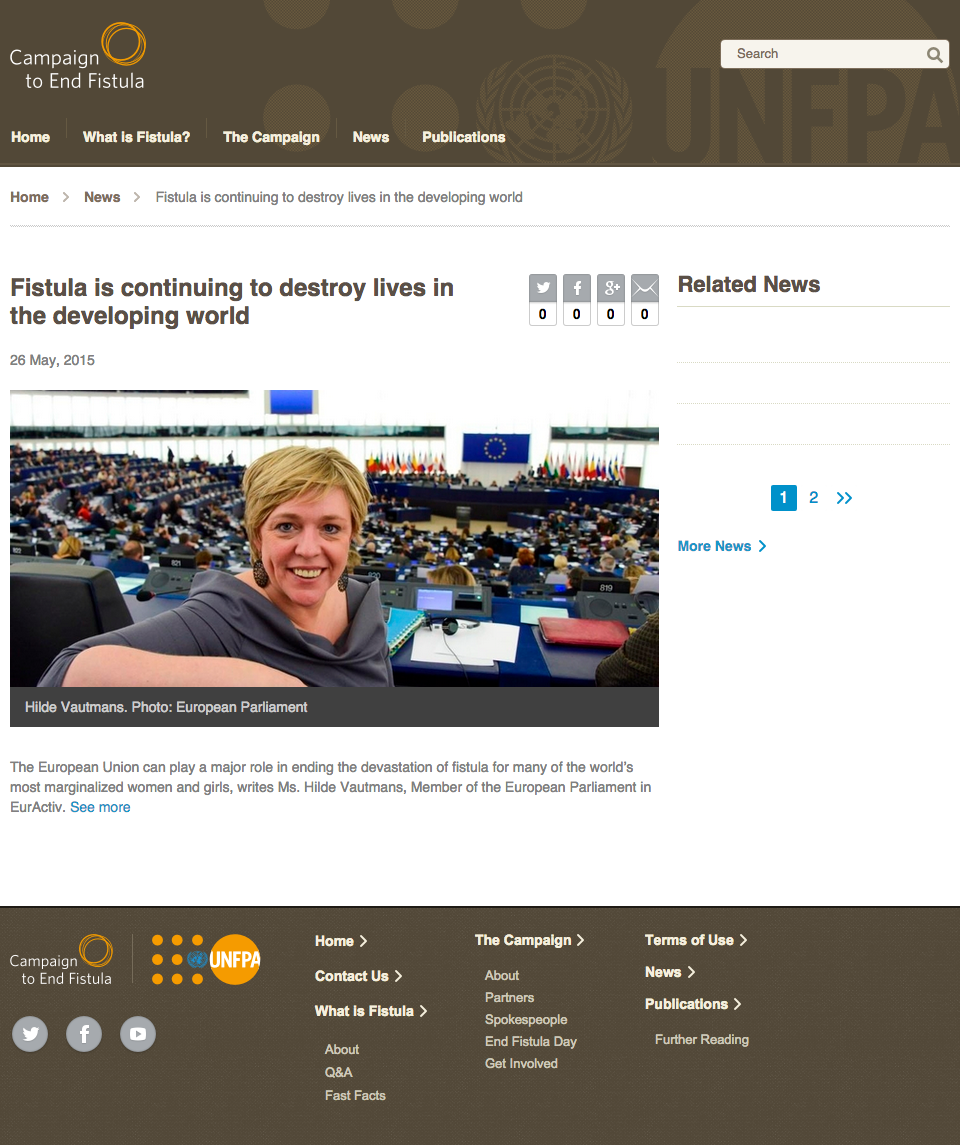 Campaign
to End Fistula
Search
UNFPA
Home
What is Fistula?
The Campaign
News
Publications
Home
News
Fistula is continuing to destroy lives in the developing world
Fistula is continuing to destroy lives in
the developing world
0
0
0
0
Related News
26 May, 2015
822
821
820
819
1
2
>>
More News
Hilde Vautmans. Photo: European Parliament
The European Union can play a major role in ending the devastation of fistula for many of the world's
most marginalized women and girls, writes Ms. Hilde Vautmans, Member of the European Parliament in
EurActiv. See more
Campaign
to End Fistula
UNFPA
Home
Contact Us
What is Fistula
About
Q&A
Fast Facts
The Campaign
About
Partners
Spokespeople
End Fistula Day
Get Involved
Terms of Use
News
Publications
Further Reading